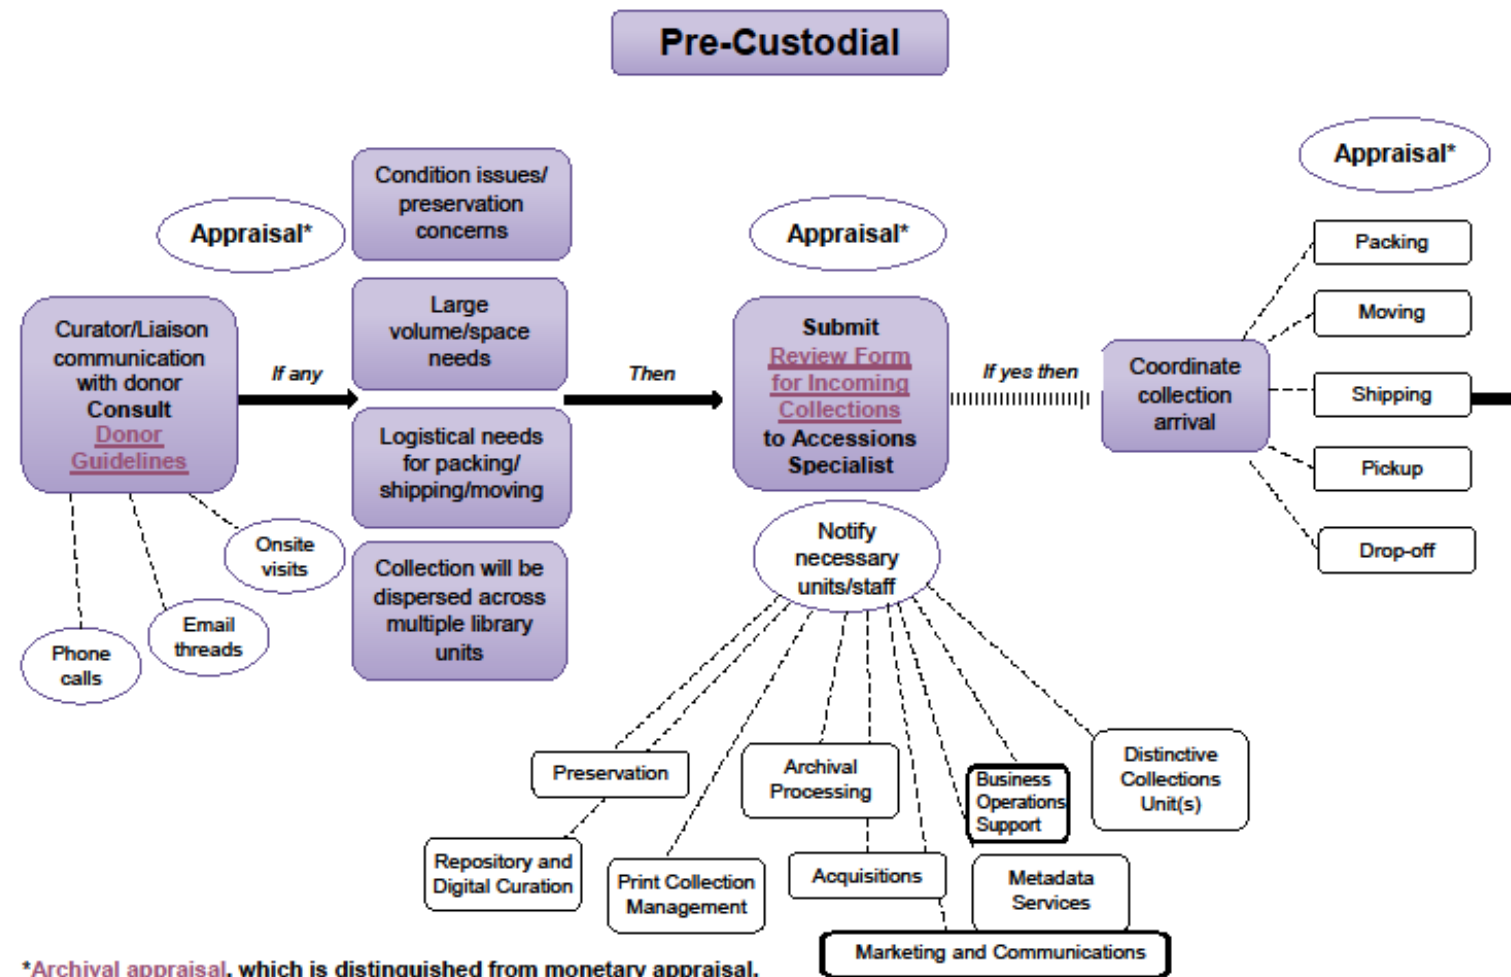 Pre-Custodial
Appraisal*
Condition issues/
preservation
concerns
Large
volume/space
needs
Logistical needs
for packing/
shipping/moving
Collection will be
dispersed across
multiple library
units
Curator/Liaison
communication
with donor
Consult
Donor
Guidelines
If any
Phone
calls
Email
threads
Onsite
visits
Then
Appraisal*
Submit
Review Form
for Incoming
Collections
to Accessions
Specialist
If yes then
Notify
necessary
units/staff
Preservation
Repository and
Digital Curation
Print Collection
Management
Archival
Processing
Acquisitions
Business
Operations
Support
Metadata
Services
Marketing and Communications
Distinctive
Collections
Unit(s)
Coordinate
collection
arrival
Appraisal*
Packing
Moving
Shipping
Pickup
Drop-off
*Archival appraisal, which is distinguished from monetary appraisal.